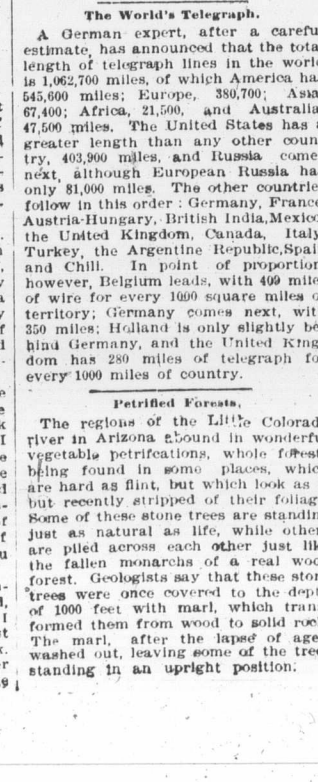 The World's Telegraph.
A German expert, after a carefu
estimate, has announced that the tota
length of telegraph lines in the worl
is 1,062,700 miles, of which America ha
545,600 miles; Europe, 380,700; Asia
67,400; Africa, 21,500, and Australia
47,500 miles. The United States has
greater length than any other coun
try, 403,900 miles, and Russia come
next, although European Russia ha
only 81,000 miles. The other countrie
follow in this order: Germany, France
Austria-Hungary, British India, Mexico
the United Kingdom, Canada, Italy
Turkey, the Argentine Republic, Spai
and Chili. In point of proportion
however, Belgium leads, with 409 mile
of wire for every 1000 square miles o
territory; Germany comes next, wit
350 miles; Holland is only slightly be
hind Germany, and the United King
dom has 280 miles of telegraph fo
every 1000 miles of country.
Petrified Forests.
The regions of the Little Colorad
river in Arizona abound in wonderfu
vegetable petrifcations, whole forest
being found in some places, whic
are hard as flint, but which look as
but recently stripped of their foliag
Some of these stone trees are standin
just as natural as life, while other
are piled across each other just lik
the fallen monarchs of a real woo
forest. Geologists say that these ston
trees were once covered to the dept
of 1000 feet with marl, which tran
formed them from wood to solid roc
The marl, after the lapse of age
washed out, leaving some of the tree
standing in an upright position.